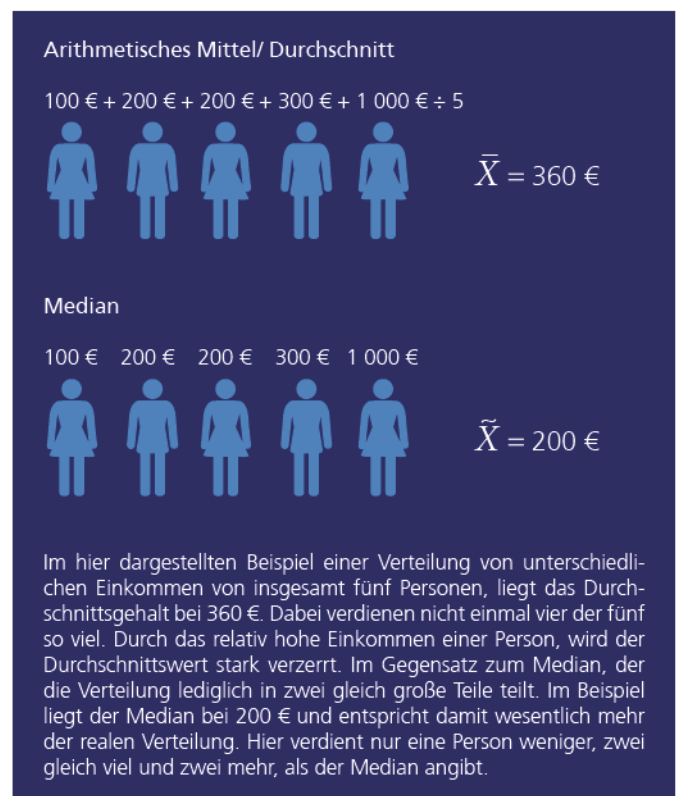 Arithmetisches Mittel/ Durchschnitt
100 € + 200 € + 200 € + 300 € + 1 000 € ÷ 5
X̄ = 360 €
Median
100 € 200 € 200 € 300 € 1 000 €
X̃ = 200 €
Im hier dargestellten Beispiel einer Verteilung von unterschiedli-
chen Einkommen von insgesamt fünf Personen, liegt das Durch-
schnittsgehalt bei 360 €. Dabei verdienen nicht einmal vier der fünf
so viel. Durch das relativ hohe Einkommen einer Person, wird der
Durchschnittswert stark verzerrt. Im Gegensatz zum Median, der
die Verteilung lediglich in zwei gleich große Teile teilt. Im Beispiel
liegt der Median bei 200 € und entspricht damit wesentlich mehr
der realen Verteilung. Hier verdient nur eine Person weniger, zwei
gleich viel und zwei mehr, als der Median angibt.